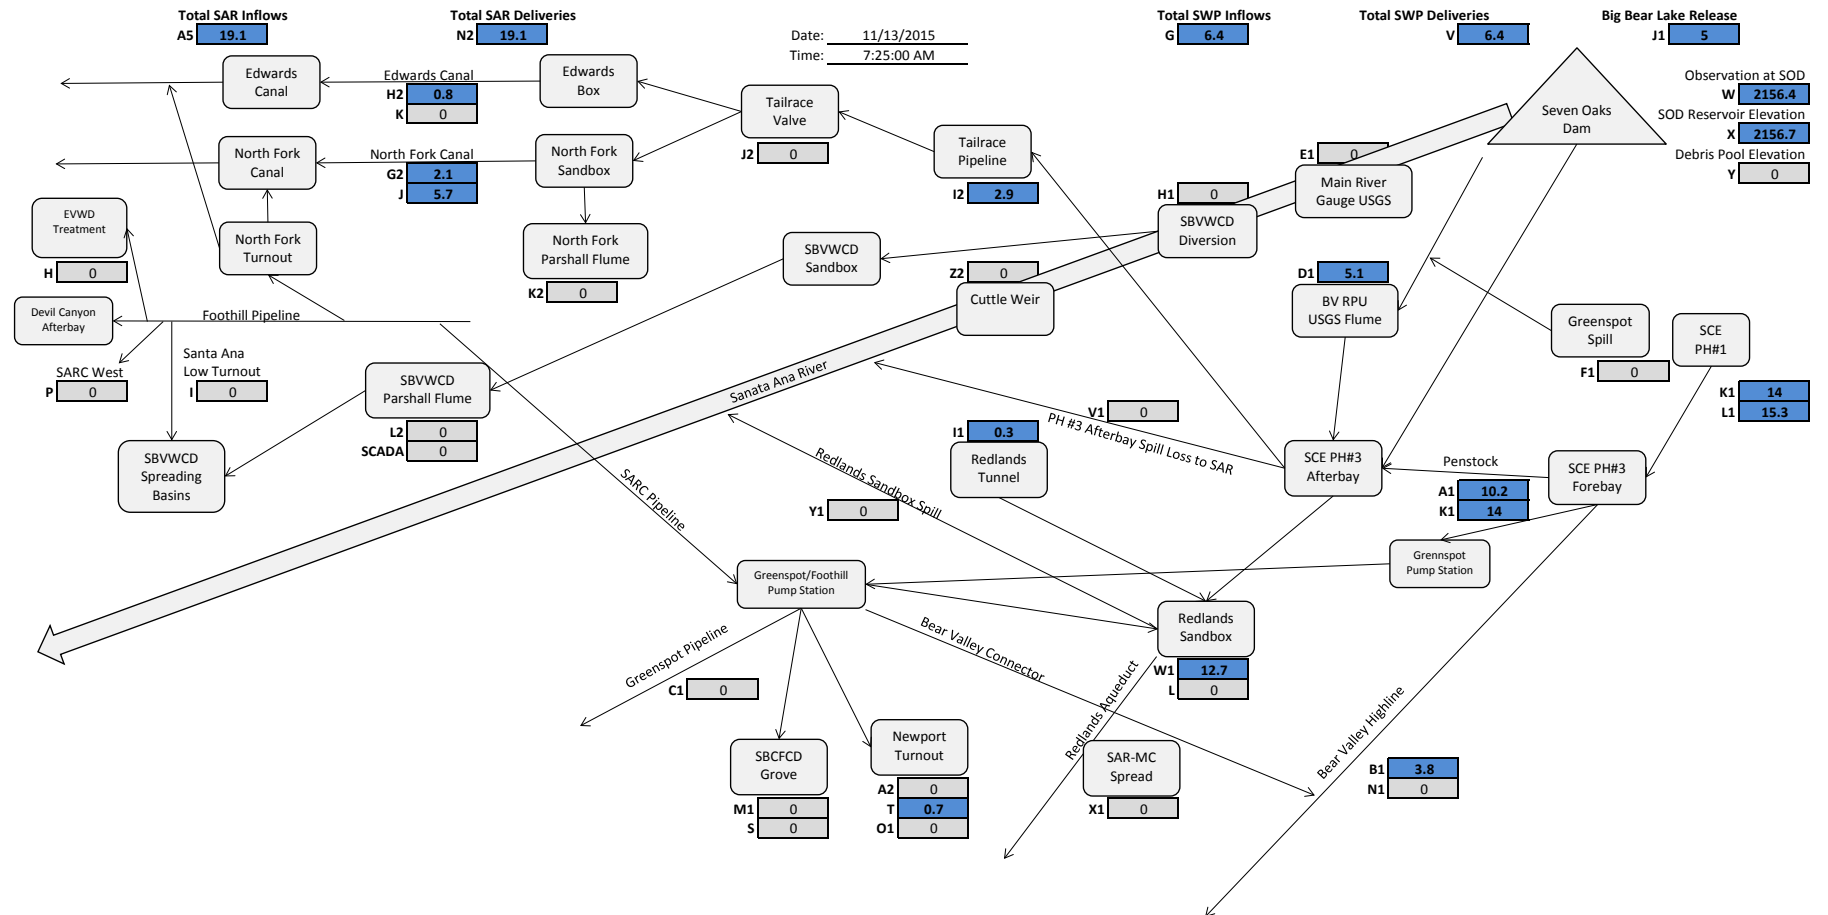 Total SAR Inflows
A5 19.1
Total SAR Deliveries
N2 19.1
Date: 11/13/2015
Time: 7:25:00 AM
Total SWP Inflows
G 6.4
Total SWP Deliveries
V 6.4
Big Bear Lake Release
J1 5
Edwards
Canal
Edwards Canal
H2 0.8
K 0
Edwards
Box
Tailrace
Valve
J2 0
Tailrace
Pipeline
I2 2.9
Seven Oaks
Dam
Observation at SOD
W 2156.4
SOD Reservoir Elevation
X 2156.7
Debris Pool Elevation
Y 0
North Fork
Canal
North Fork Canal
G2 2.1
J 5.7
North Fork
Sandbox
E1 0
Main River
Gauge USGS
H1 0
SBVWCD
Diversion
EVWD
Treatment
H 0
North Fork
Turnout
North Fork
Parshall Flume
K2 0
SBVWCD
Sandbox
Z2 0
Cuttle Weir
D1 5.1
BV RPU
USGS Flume
Greenspot
Spill
F1 0
SCE
PH#1
K1 14
L1 15.3
Devil Canyon
Afterbay
Foothill Pipeline
SARC West
P 0
Santa Ana
Low Turnout
I 0
SBVWCD
Parshall Flume
L2 0
SCADA 0
Sanata Ana River
SBVWCD
Spreading
Basins
SARC Pipeline
V1 0
PH #3 Afterbay Spill Loss to SAR
I1 0.3
Redlands
Tunnel
Redlands Sandbox Spill
Y1 0
SCE PH#3
Afterbay
Penstock
A1 10.2
K1 14
SCE PH#3
Forebay
Grennspot
Pump Station
Greenspot/Foothill
Pump Station
Redlands
Sandbox
W1 12.7
L 0
Greenspot Pipeline
C1 0
Bear Valley Connector
Redlands Aqueduct
Bear Valley Highline
SBCFCD
Grove
M1 0
S 0
Newport
Turnout
A2 0
T 0.7
O1 0
SAR-MC
Spread
X1 0
B1 3.8
N1 0